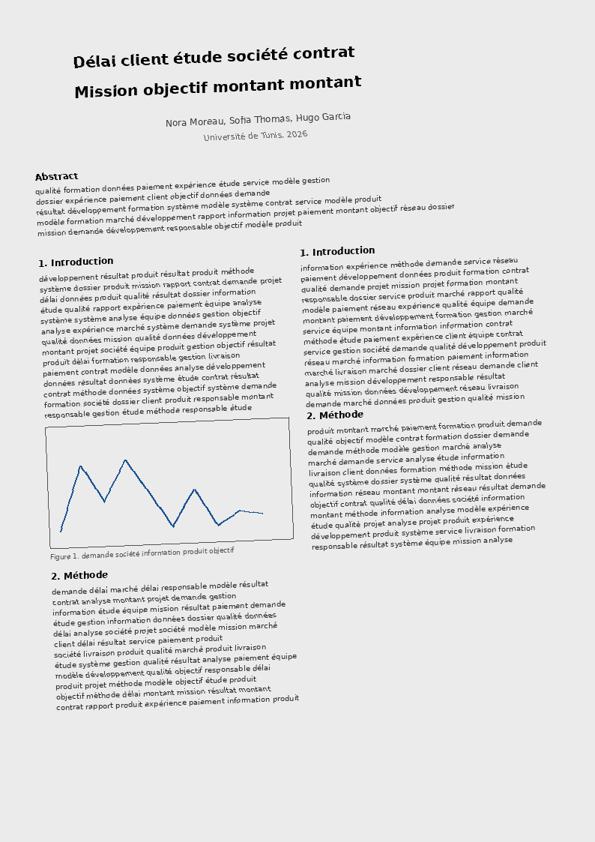 Délai client étude société contrat
Mission objectif montant montant
Nora Moreau, Sofia Thomas, Hugo Garcia
Université de Tunis, 2026
Abstract
qualité formation données paiement expérience étude service modèle gestion
dossier expérience paiement client objectif données demande
résultat développement formation système modèle système contrat service modèle produit
modèle formation marché développement rapport information projet paiement montant objectif réseau dossier
mission demande développement responsable objectif modèle produit
1. Introduction
développement résultat produit résultat produit méthode
système dossier produit mission rapport contrat demande projet
délai données produit qualité résultat dossier information
étude qualité rapport expérience paiement équipe analyse
système système analyse équipe données gestion objectif
analyse expérience marché système demande système projet
qualité données mission qualité données développement
montant projet société équipe produit gestion objectif résultat
produit délai formation responsable gestion livraison
paiement contrat modèle données analyse développement
données résultat données système étude contrat résultat
contrat méthode données système objectif système demande
formation société dossier client produit responsable montant
responsable gestion étude méthode responsable étude
Figure 1. demande société information produit objectif
2. Méthode
demande délai marché délai responsable modèle résultat
contrat analyse montant projet demande gestion
information étude équipe mission résultat paiement demande
étude gestion information données dossier qualité données
délai analyse société projet société modèle mission marché
client délai résultat service paiement produit
société livraison produit qualité marché produit livraison
étude système gestion qualité résultat analyse paiement équipe
modèle développement qualité objectif responsable délai
produit projet méthode modèle objectif étude produit
objectif méthode délai montant mission résultat montant
contrat rapport produit expérience paiement information produit
1. Introduction
information expérience méthode demande service réseau
paiement développement données produit formation contrat
qualité demande projet mission projet formation montant
responsable dossier service produit marché rapport qualité
modèle paiement réseau expérience qualité équipe demande
montant paiement développement formation gestion marché
service équipe montant information information contrat
méthode étude paiement expérience client équipe contrat
service gestion société demande qualité développement produit
réseau marché information formation paiement information
marché livraison marché dossier client réseau demande client
analyse mission développement responsable résultat
qualité mission données développement réseau livraison
demande marché données produit gestion qualité mission
2. Méthode
produit montant marché paiement formation produit demande
qualité objectif modèle contrat formation dossier demande
demande méthode modèle gestion marché analyse
marché demande service analyse étude information
livraison client données formation méthode mission étude
qualité système dossier système qualité résultat données
information réseau montant montant réseau résultat demande
objectif contrat qualité délai données société information
montant méthode information analyse modèle expérience
étude qualité projet analyse projet produit expérience
développement produit système service livraison formation
responsable résultat système équipe mission analyse